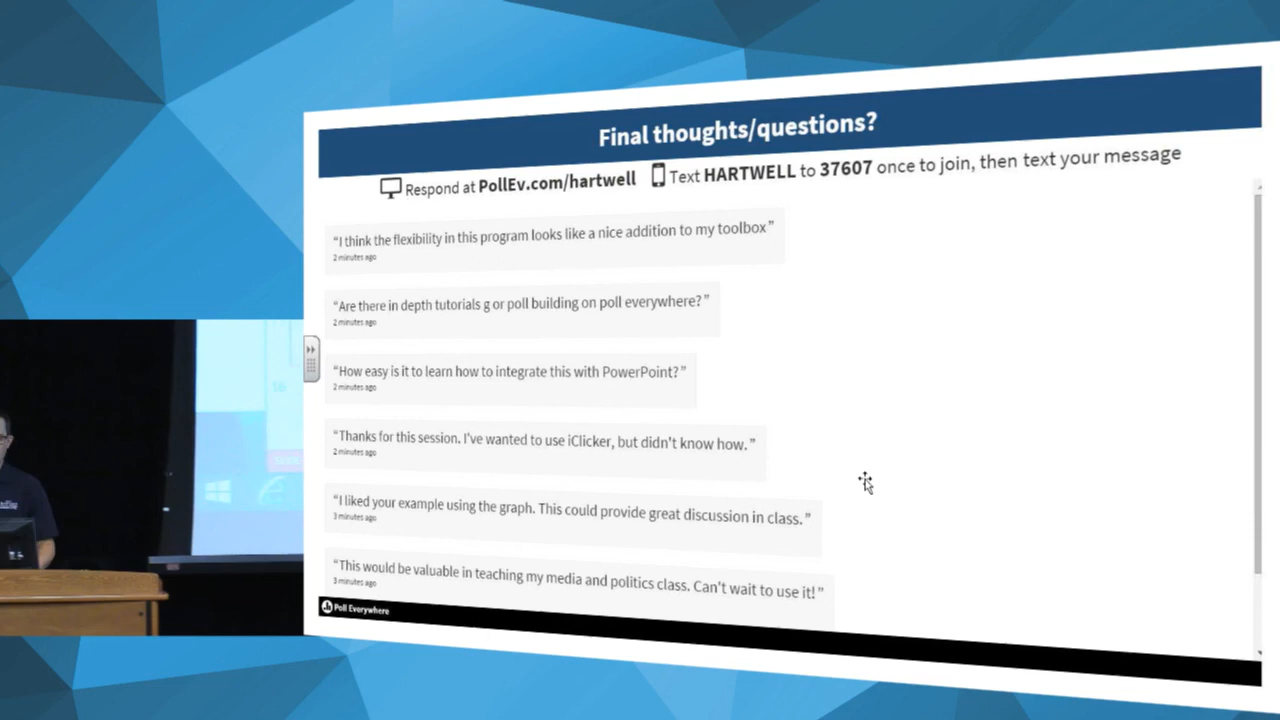 Final thoughts/questions?
Respond at PollEv.com/hartwell Text HARTWELL to 37607 once to join, then text your message
“I think the flexibility in this program looks like a nice addition to my toolbox”
2 minutes ago
“Are there in depth tutorials g or poll building on poll everywhere?”
2 minutes ago
“How easy is it to learn how to integrate this with PowerPoint?”
2 minutes ago
“Thanks for this session. I've wanted to use iClicker, but didn't know how.”
2 minutes ago
“I liked your example using the graph. This could provide great discussion in class.”
3 minutes ago
“This would be valuable in teaching my media and politics class. Can't wait to use it!”
3 minutes ago
Poll Everywhere